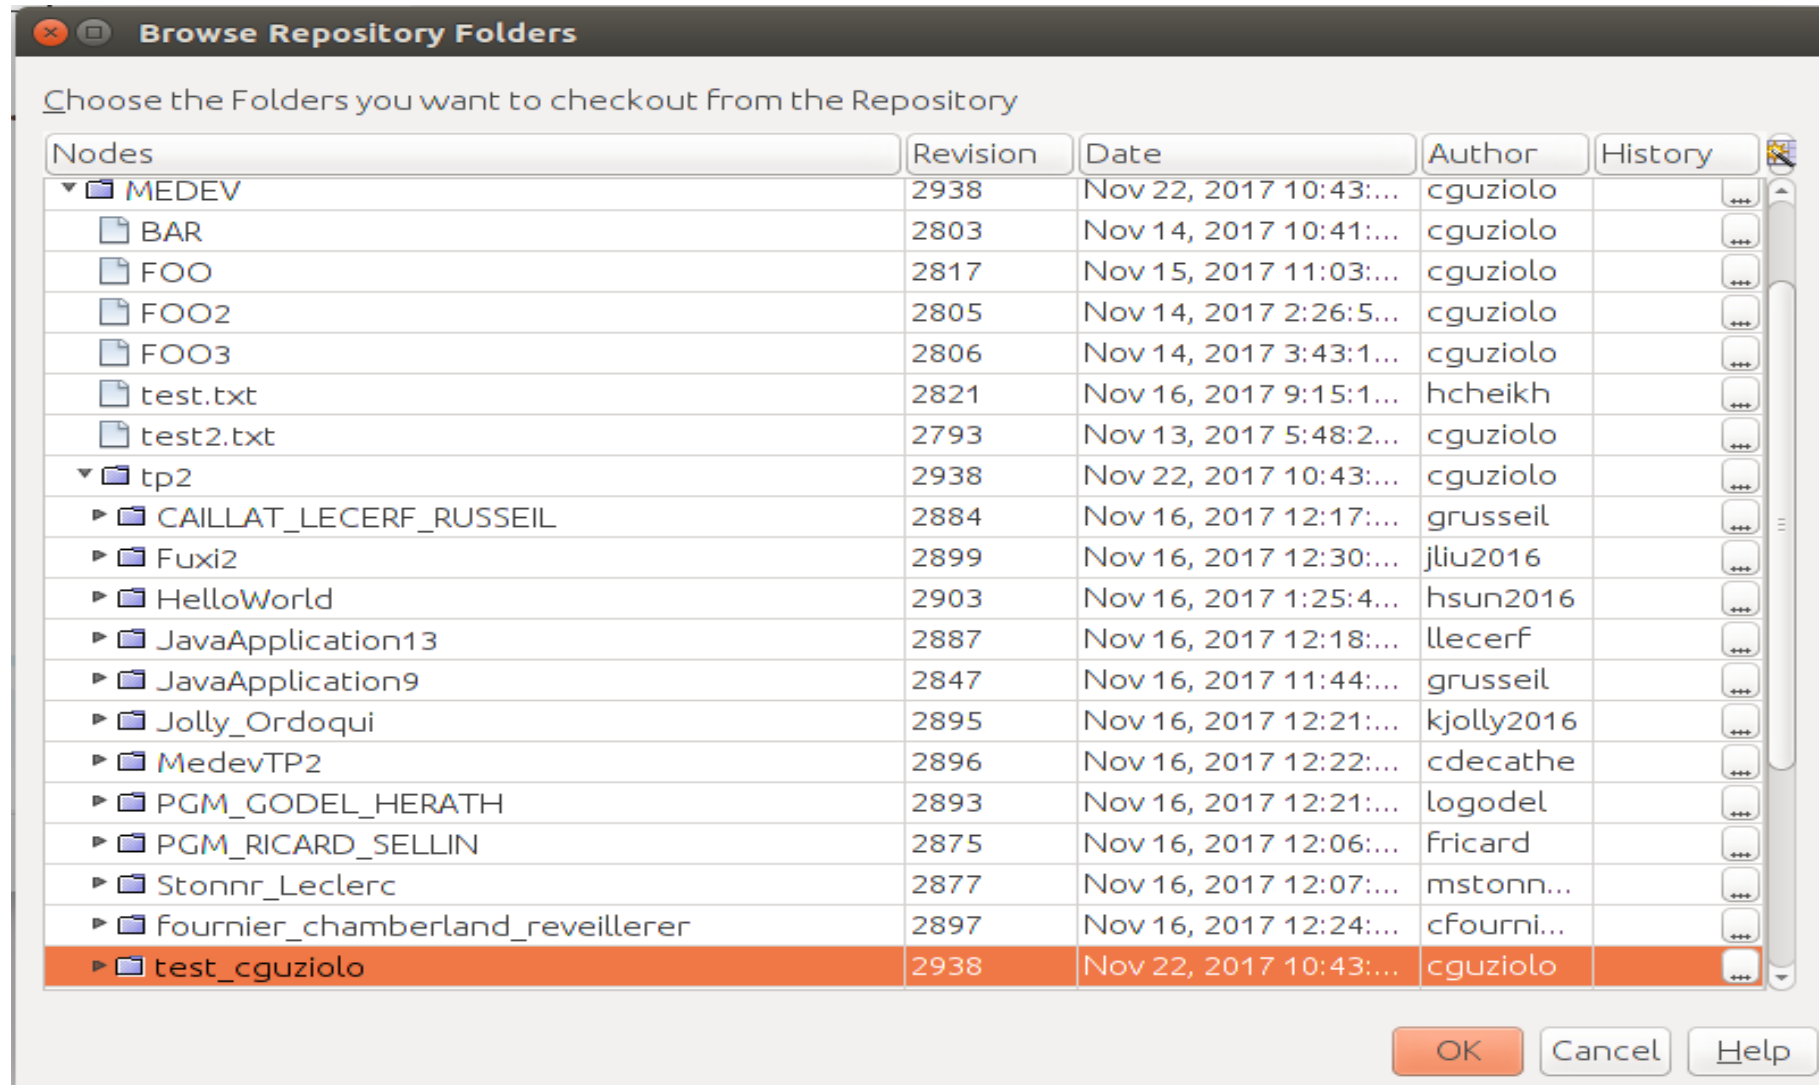 Browse Repository Folders
Choose the Folders you want to checkout from the Repository
Nodes Revision Date Author History
MEDEV 2938 Nov 22, 2017 10:43:... cguziolo ...
BAR 2803 Nov 14, 2017 10:41:... cguziolo ...
FOO 2817 Nov 15, 2017 11:03:... cguziolo ...
FOO2 2805 Nov 14, 2017 2:26:5... cguziolo ...
FOO3 2806 Nov 14, 2017 3:43:1... cguziolo ...
test.txt 2821 Nov 16, 2017 9:15:1... hcheikh ...
test2.txt 2793 Nov 13, 2017 5:48:2... cguziolo ...
tp2 2938 Nov 22, 2017 10:43:... cguziolo ...
CAILLAT_LECERF_RUSSEIL 2884 Nov 16, 2017 12:17:... grusseil ...
Fuxi2 2899 Nov 16, 2017 12:30:... jliu2016 ...
HelloWorld 2903 Nov 16, 2017 1:25:4... hsun2016 ...
JavaApplication13 2887 Nov 16, 2017 12:18:... llecerf ...
JavaApplication9 2847 Nov 16, 2017 11:44:... grusseil ...
Jolly_Ordoqui 2895 Nov 16, 2017 12:21:... kjolly2016 ...
MedevTP2 2896 Nov 16, 2017 12:22:... cdecathe ...
PGM_GODEL_HERATH 2893 Nov 16, 2017 12:21:... logodel ...
PGM_RICARD_SELLIN 2875 Nov 16, 2017 12:06:... fricard ...
Stonnr_Leclerc 2877 Nov 16, 2017 12:07:... mstonn... ...
fournier_chamberland_reveillerer 2897 Nov 16, 2017 12:24:... cfourni... ...
test_cguziolo 2938 Nov 22, 2017 10:43:... cguziolo ...
OK Cancel Help